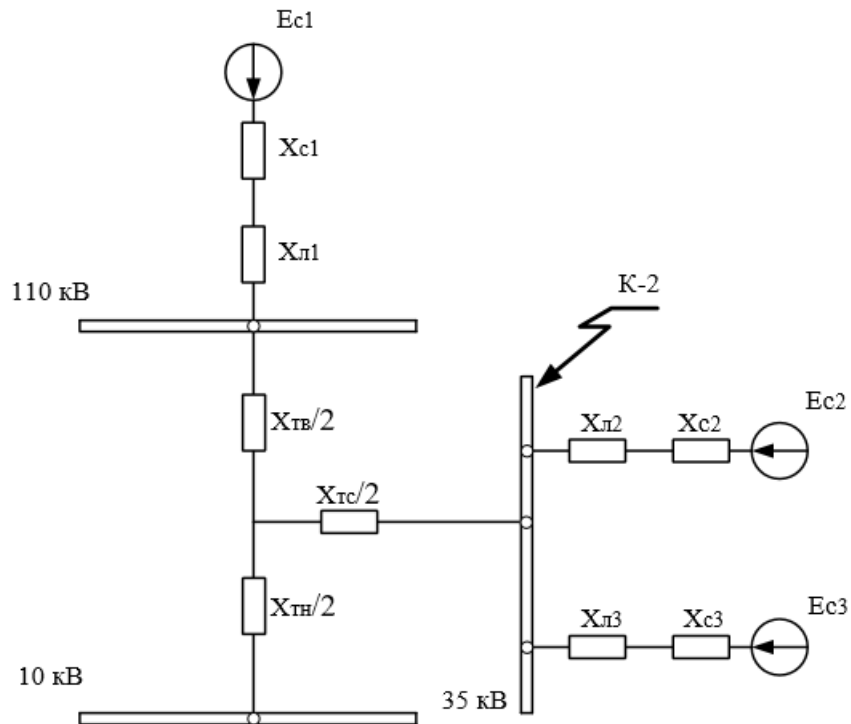 Ec1
Xc1
Xл1
110 кВ
К-2
Xтв/2
Ec2
Xл2
Xc2
Xтс/2
Xтн/2
Ec3
Xл3
Xc3
10 кВ
35 кВ